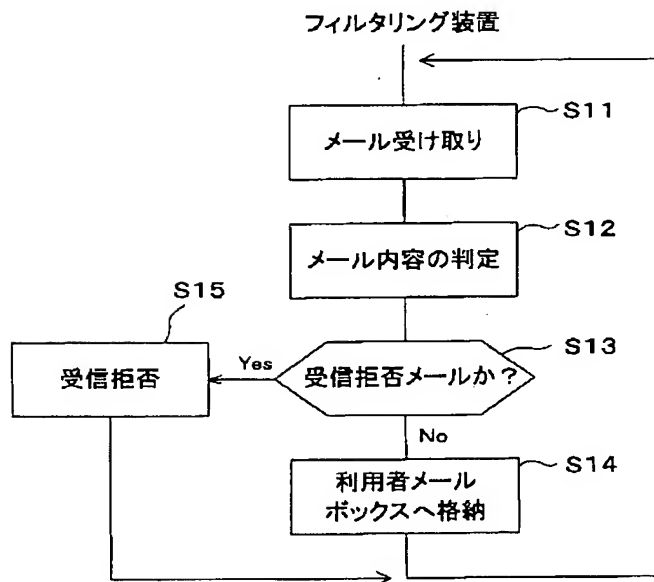 フィルタリング装置
S11
メール受け取り
S12
メール内容の判定
S15
S13
受信拒否
Yes
受信拒否メールか?
No
S14
利用者メール
ボックスへ格納